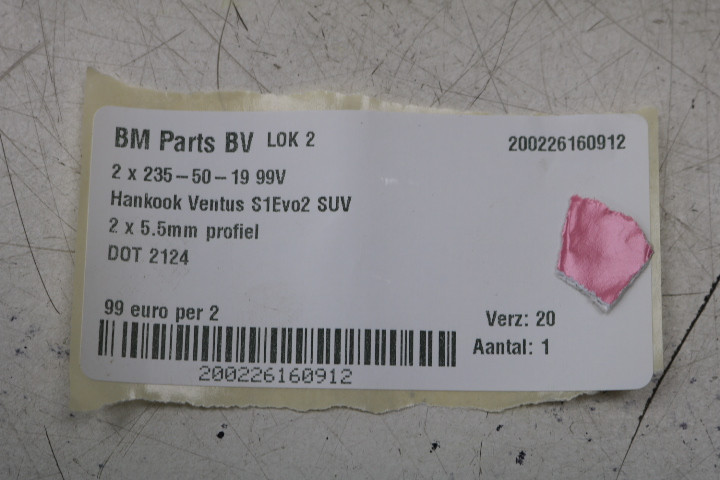 BM Parts BV LOK 2
200226160912
2 x 235-50-19 99V
Hankook Ventus S1Evo2 SUV
2 x 5.5mm profiel
DOT 2124
99 euro per 2
Verz: 20
Aantal: 1
200226160912